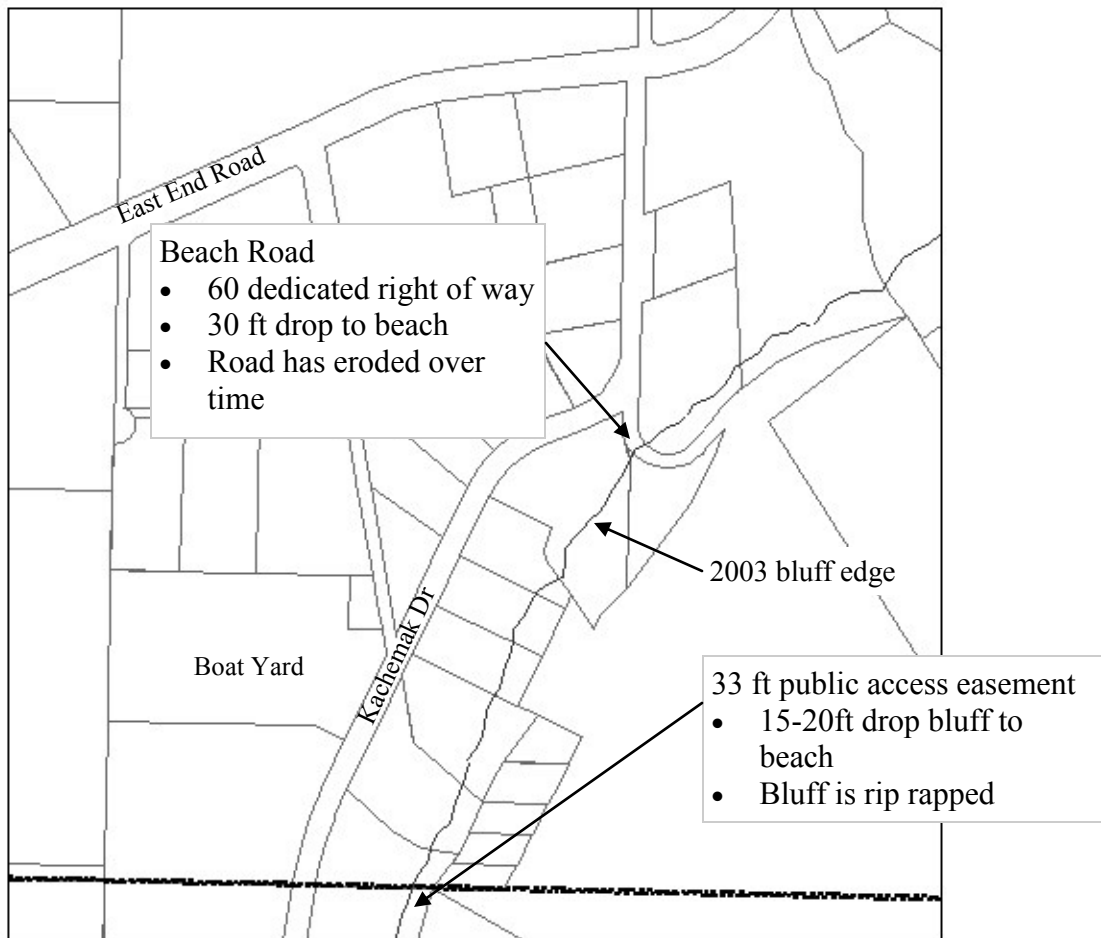 East End Road
Beach Road
• 60 dedicated right of way
• 30 ft drop to beach
• Road has eroded over
time
2003 bluff edge
Kachemak Dr
Boat Yard
33 ft public access easement
• 15-20ft drop bluff to
beach
• Bluff is rip rapped